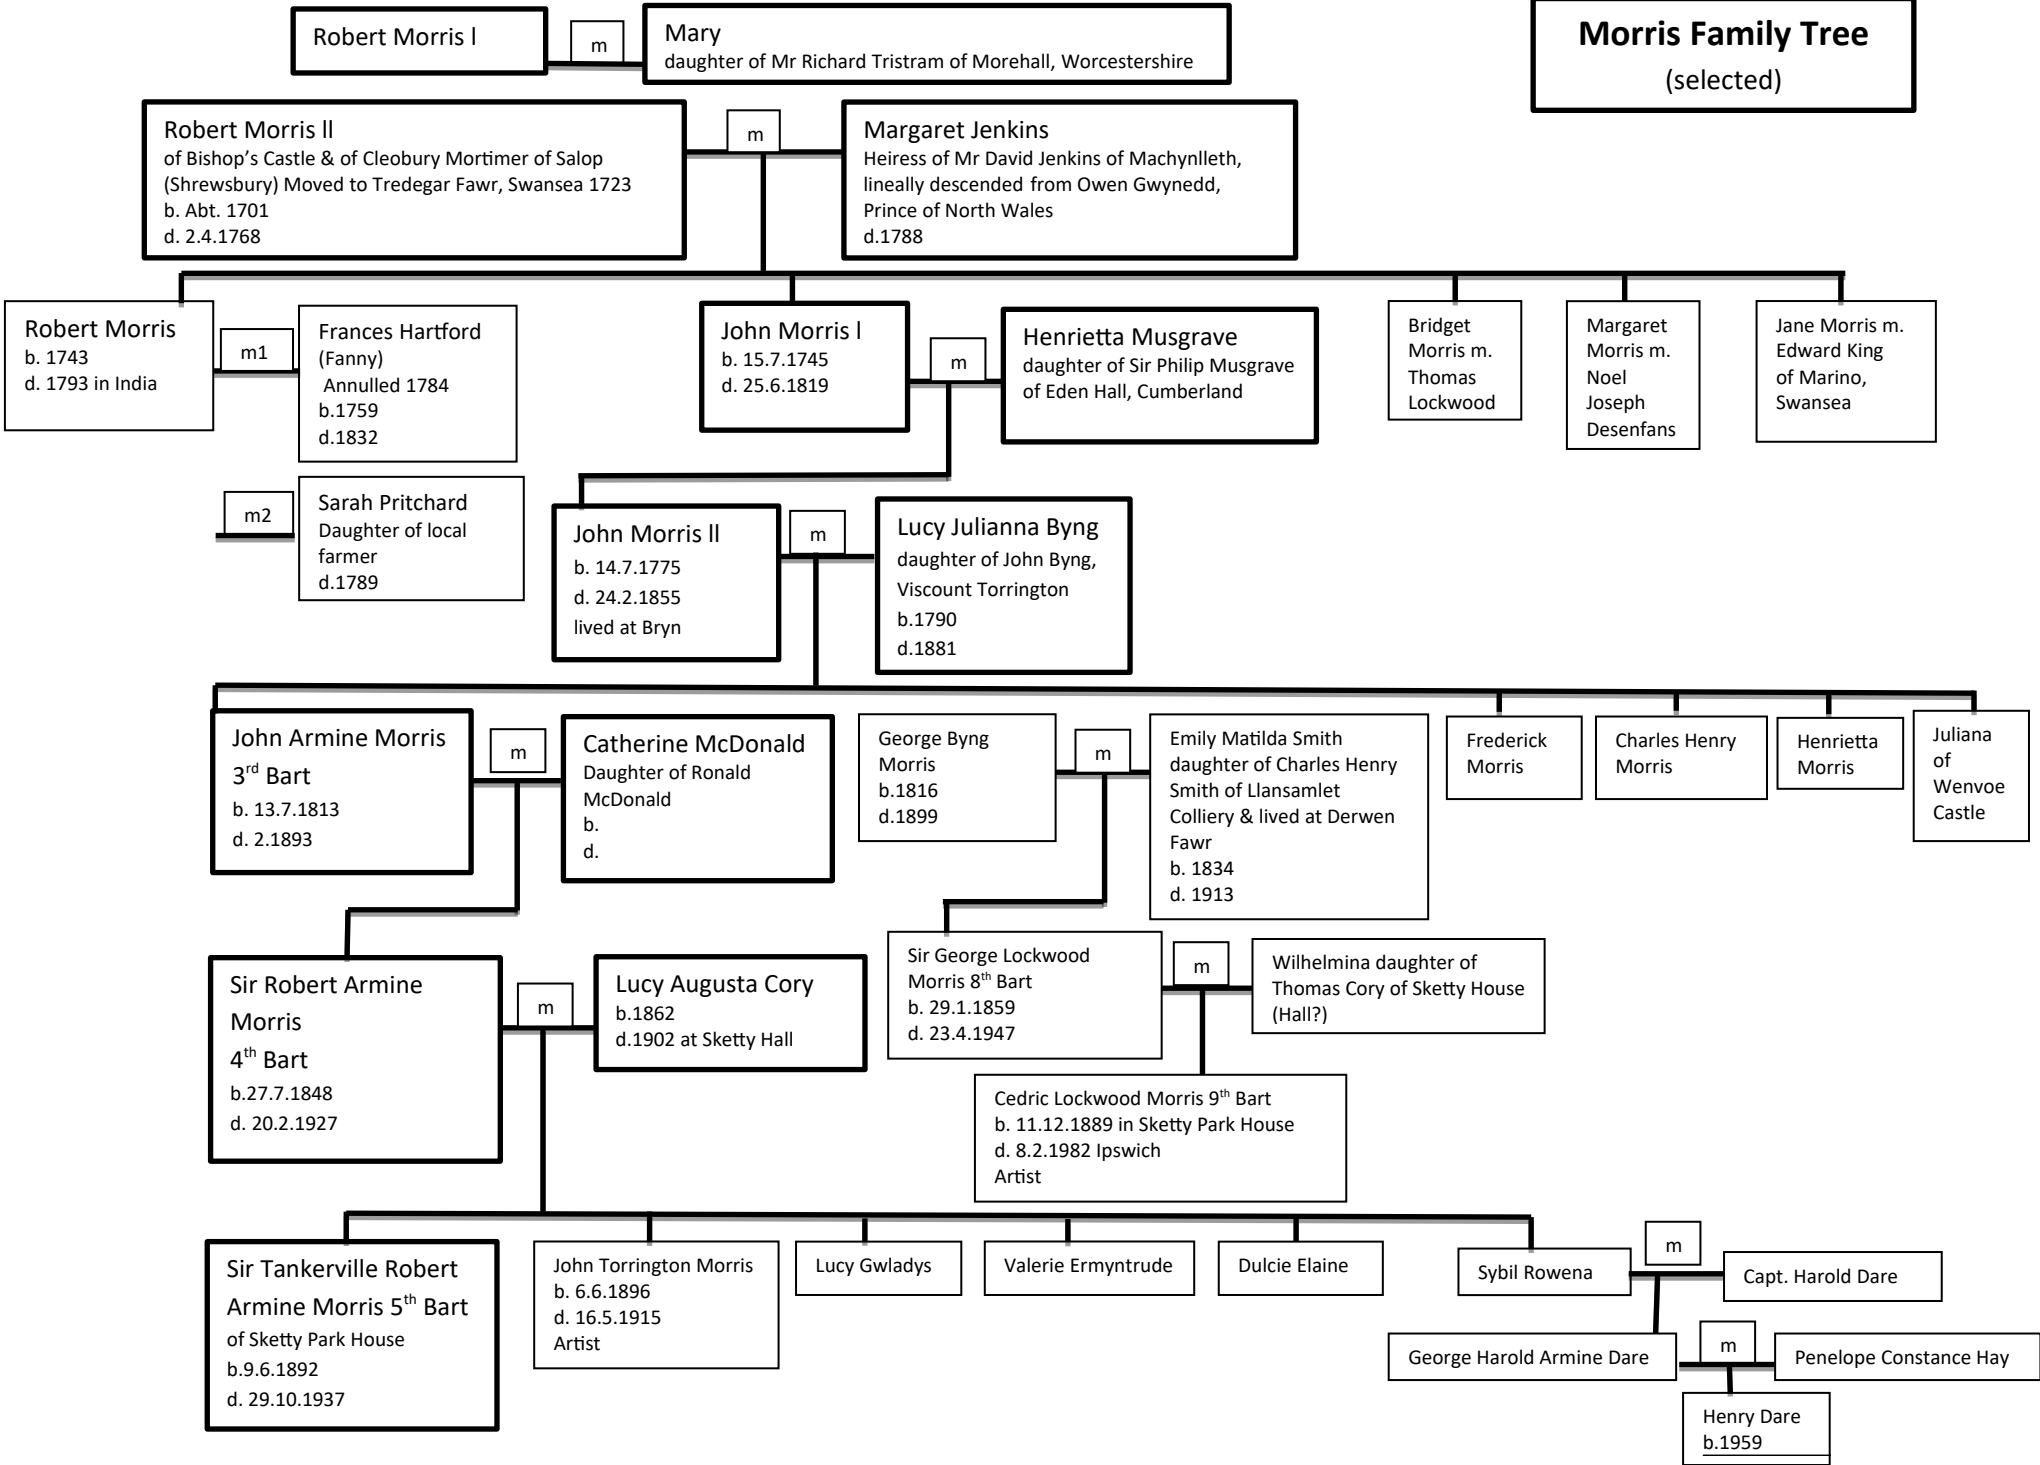 Morris Family Tree
(selected)
Robert Morris l
m
Mary
daughter of Mr Richard Tristram of Morehall, Worcestershire
Robert Morris ll
of Bishop’s Castle & of Cleobury Mortimer of Salop
(Shrewsbury) Moved to Tredegar Fawr, Swansea 1723
b. Abt. 1701
d. 2.4.1768
m
Margaret Jenkins
Heiress of Mr David Jenkins of Machynlleth,
lineally descended from Owen Gwynedd,
Prince of North Wales
d.1788
Robert Morris
b. 1743
d. 1793 in India
m1
Frances Hartford
(Fanny)
Annulled 1784
b.1759
d.1832
m2
Sarah Pritchard
Daughter of local
farmer
d.1789
John Morris l
b. 15.7.1745
d. 25.6.1819
m
Henrietta Musgrave
daughter of Sir Philip Musgrave
of Eden Hall, Cumberland
Bridget
Morris m.
Thomas
Lockwood
Margaret
Morris m.
Noel
Joseph
Desenfans
Jane Morris m.
Edward King
of Marino,
Swansea
John Morris ll
b. 14.7.1775
d. 24.2.1855
lived at Bryn
m
Lucy Julianna Byng
daughter of John Byng,
Viscount Torrington
b.1790
d.1881
John Armine Morris
3rd Bart
b. 13.7.1813
d. 2.1893
m
Catherine McDonald
Daughter of Ronald
McDonald
b.
d.
George Byng
Morris
b.1816
d.1899
m
Emily Matilda Smith
daughter of Charles Henry
Smith of Llansamlet
Colliery & lived at Derwen
Fawr
b. 1834
d. 1913
Frederick
Morris
Charles Henry
Morris
Henrietta
Morris
Juliana
of
Wenvoe
Castle
Sir Robert Armine
Morris
4th Bart
b.27.7.1848
d. 20.2.1927
m
Lucy Augusta Cory
b.1862
d.1902 at Sketty Hall
Sir George Lockwood
Morris 8th Bart
b. 29.1.1859
d. 23.4.1947
m
Wilhelmina daughter of
Thomas Cory of Sketty House
(Hall?)
Cedric Lockwood Morris 9th Bart
b. 11.12.1889 in Sketty Park House
d. 8.2.1982 Ipswich
Artist
Sir Tankerville Robert
Armine Morris 5th Bart
of Sketty Park House
b.9.6.1892
d. 29.10.1937
John Torrington Morris
b. 6.6.1896
d. 16.5.1915
Artist
Lucy Gwladys
Valerie Ermyntrude
Dulcie Elaine
Sybil Rowena
m
Capt. Harold Dare
George Harold Armine Dare
m
Penelope Constance Hay
Henry Dare
b.1959